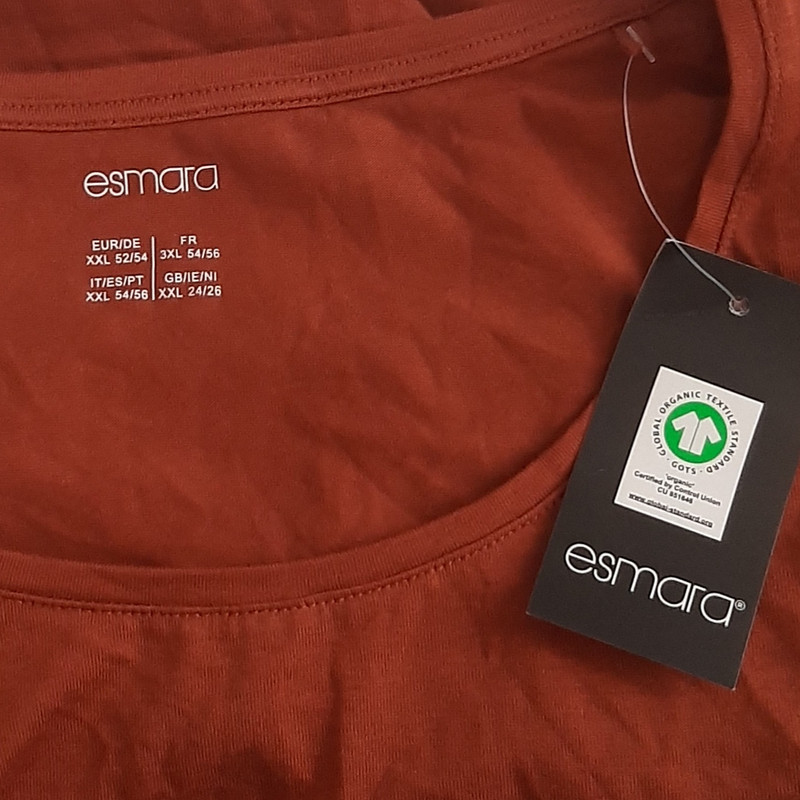 esmara
EUR/DE
XXL 52/54
FR
3XL 54/56
IT/ES/PT
XXL 54/56
GB/IE/NI
XXL 24/26
GLOBAL ORGANIC TEXTILE STANDARD
· GOTS ·
"organic"
Certified by Control Union
CU 851646
www.global-standard.org
esmara®